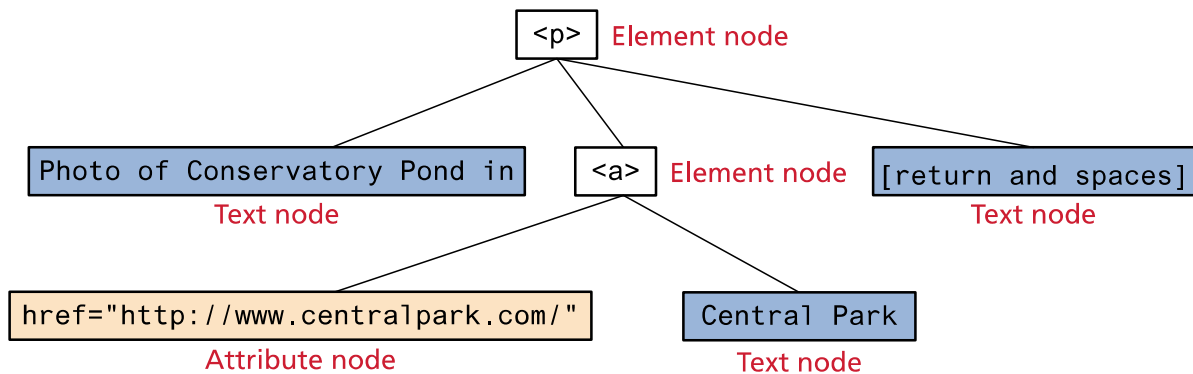 <p> Element node
Photo of Conservatory Pond in
<a> Element node
[return and spaces]
Text node
Text node
href="http://www.centralpark.com/"
Central Park
Attribute node
Text node